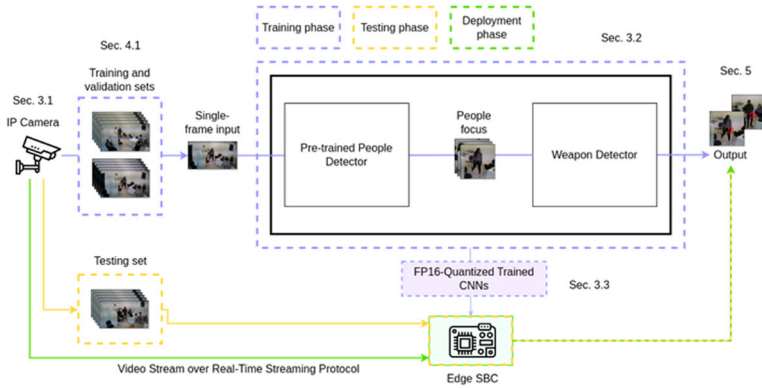 Training phase
Testing phase
Deployment
phase
Sec. 4.1
Sec. 3.2
Training and
validation sets
Sec. 5
Sec. 3.1
IP Camera
Single-
frame input
People
focus
Pre-trained People
Detector
Weapon Detector
Output
FP16-Quantized Trained
CNNs
Sec. 3.3
Testing set
Video Stream over Real-Time Streaming Protocol
Edge SBC